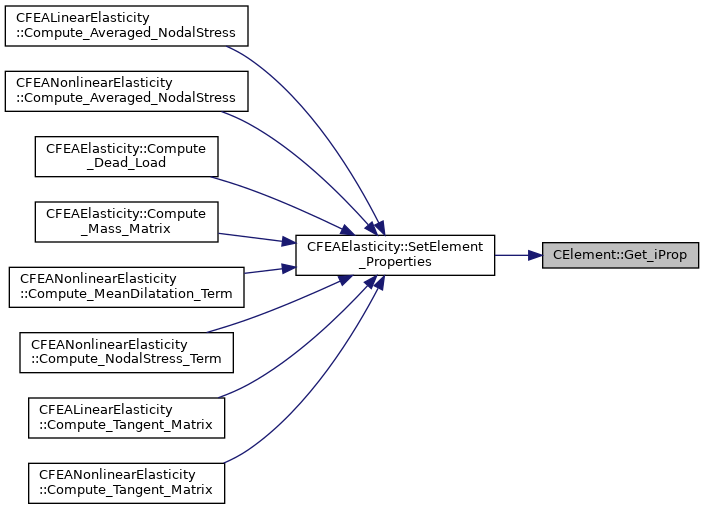 CFEALinearElasticity
::Compute_Averaged_NodalStress
CFEANonlinearElasticity
::Compute_Averaged_NodalStress
CFEAElasticity::Compute
_Dead_Load
CFEAElasticity::Compute
_Mass_Matrix
CFEANonlinearElasticity
::Compute_MeanDilatation_Term
CFEANonlinearElasticity
::Compute_NodalStress_Term
CFEALinearElasticity
::Compute_Tangent_Matrix
CFEANonlinearElasticity
::Compute_Tangent_Matrix
CFEAElasticity::SetElement
_Properties
CElement::Get_iProp